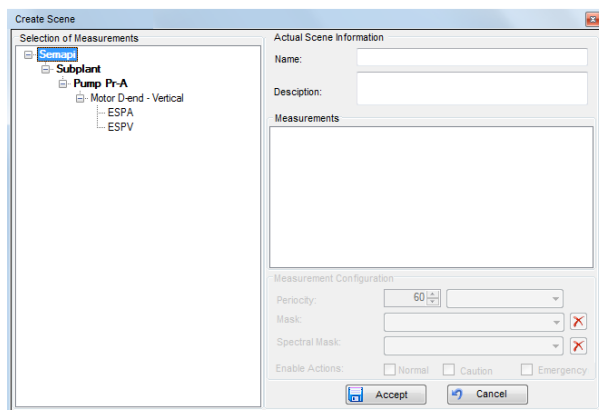 Create Scene
Selection of Measurements
Semapi
Subplant
Pump Pr-A
Motor D-end - Vertical
ESPA
ESPV
Actual Scene Information
Name:
Desciption:
Measurements
Measurement Configuration
Periocity: 60
Mask:
Spectral Mask:
Enable Actions: Normal Caution Emergency
Accept Cancel